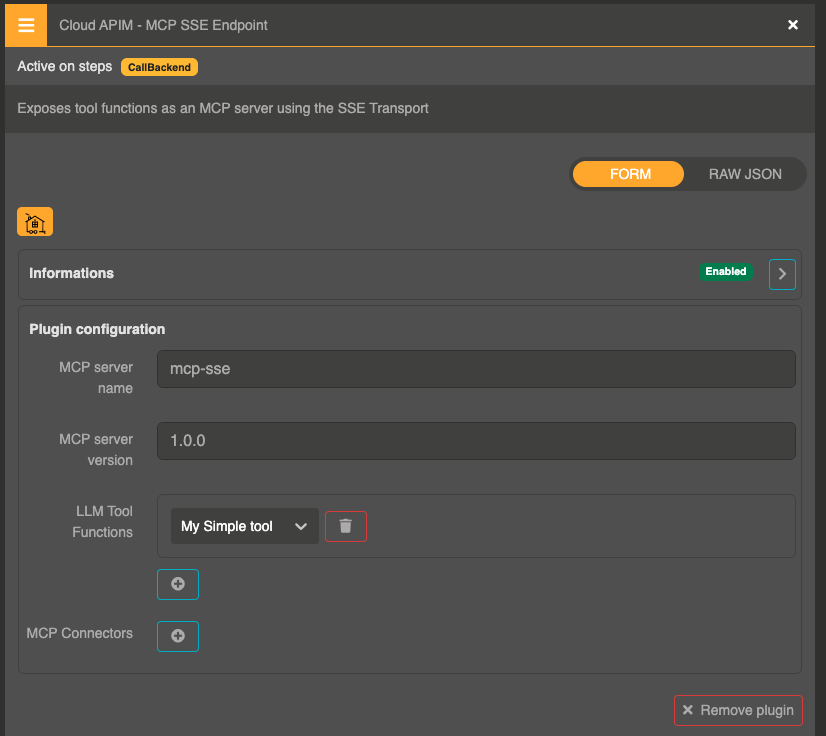 Cloud APIM - MCP SSE Endpoint
Active on steps CallBackend
Exposes tool functions as an MCP server using the SSE Transport
FORM RAW JSON
Informations Enabled
Plugin configuration
MCP server name mcp-sse
MCP server version 1.0.0
LLM Tool Functions My Simple tool
MCP Connectors
Remove plugin